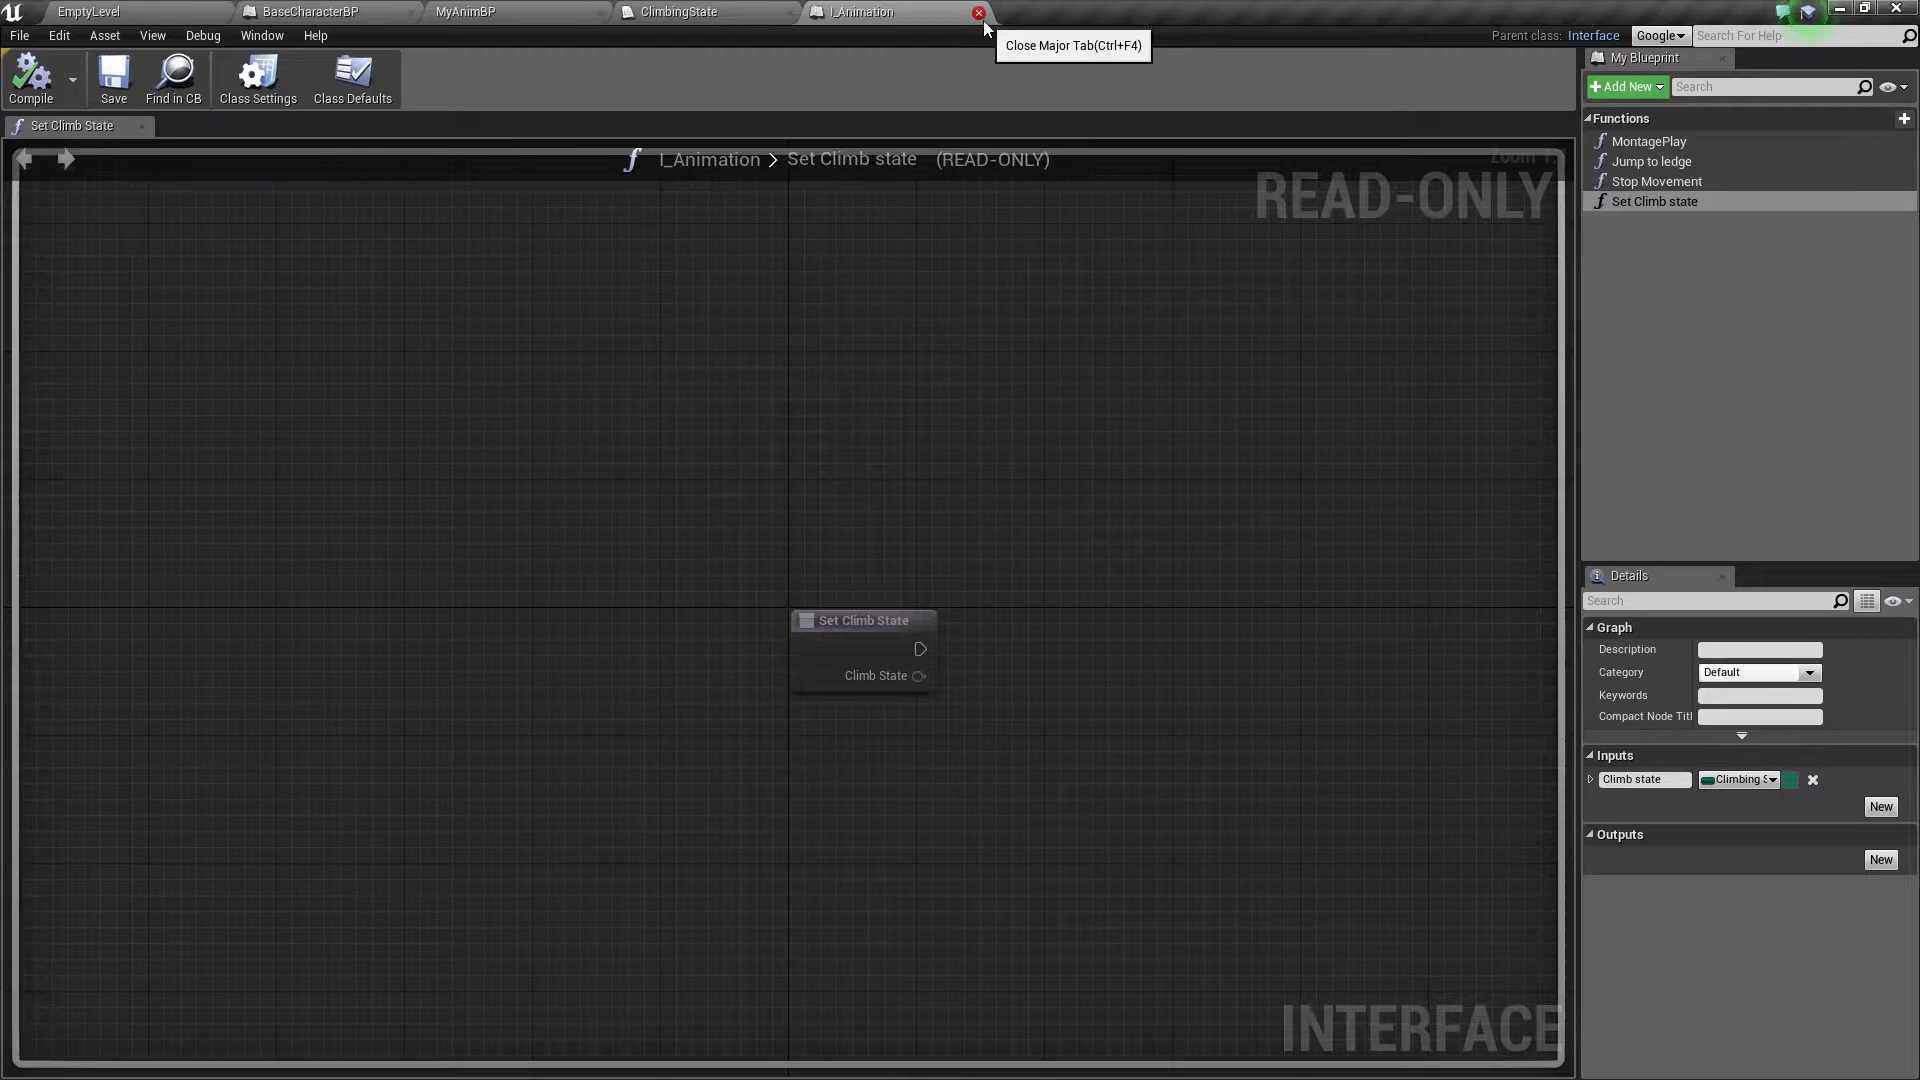 EmptyLevel
BaseCharacterBP
MyAnimBP
ClimbingState
I_Animation
Close Major Tab(Ctrl+F4)
File Edit Asset View Debug Window Help
Parent class: Interface
Google
Search For Help
Compile
Save
Find in CB
Class Settings
Class Defaults
Set Climb State
I_Animation > Set Climb state (READ-ONLY)
READ-ONLY
Set Climb State
Climb State
INTERFACE
My Blueprint
+ Add New
Search
Functions
MontagePlay
Jump to ledge
Stop Movement
Set Climb state
Details
Search
Graph
Description
Category
Default
Keywords
Compact Node Titl
Inputs
Climb state
Climbing S
New
Outputs
New